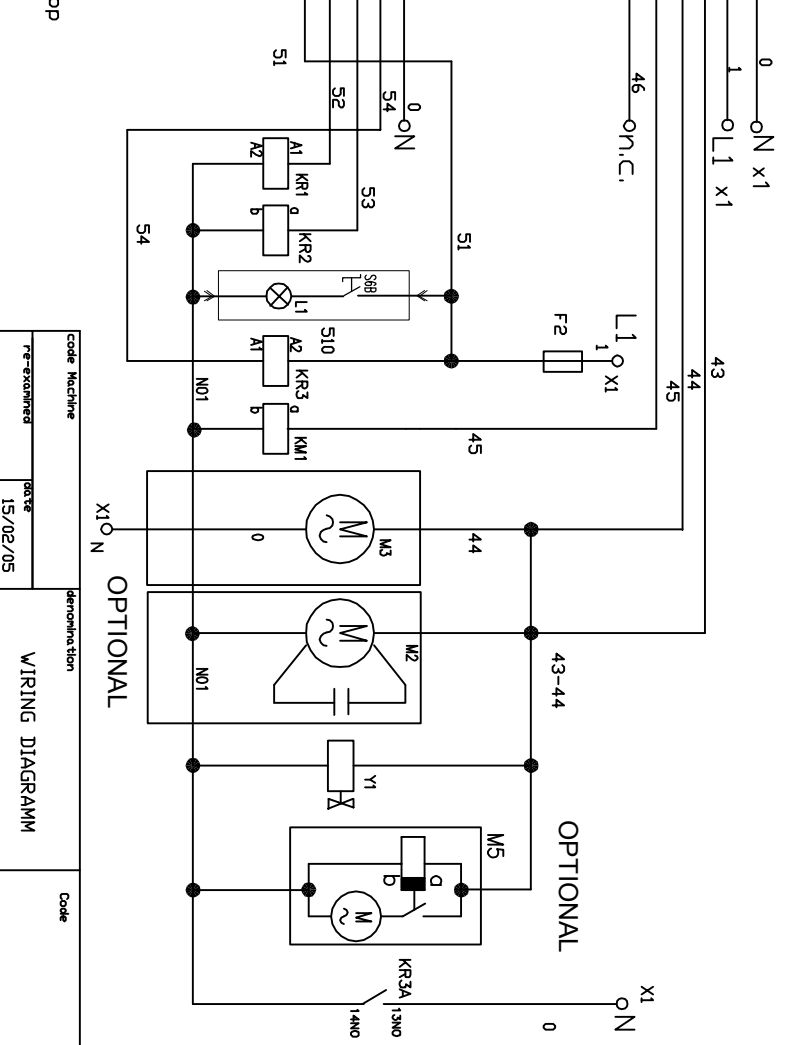 0
N x1
1
L1 x1
46
n.c.
43
44
45
0
N
54
52
51
53
51
54
A1
A2
KR1
a
b
KR2
S6B
L1
510
A2
A1
KR3
F2
L1
1
X1
N01
a
b
KM1
45
X1
N
0
M
M3
44
OPTIONAL
M
M2
N01
43-44
Y1
OPTIONAL
M5
a
b
M
KR3A
13NO
14NO
X1
N
0
code Machine
re-examined
date
15/02/05
denomination
WIRING DIAGRAMM
Code